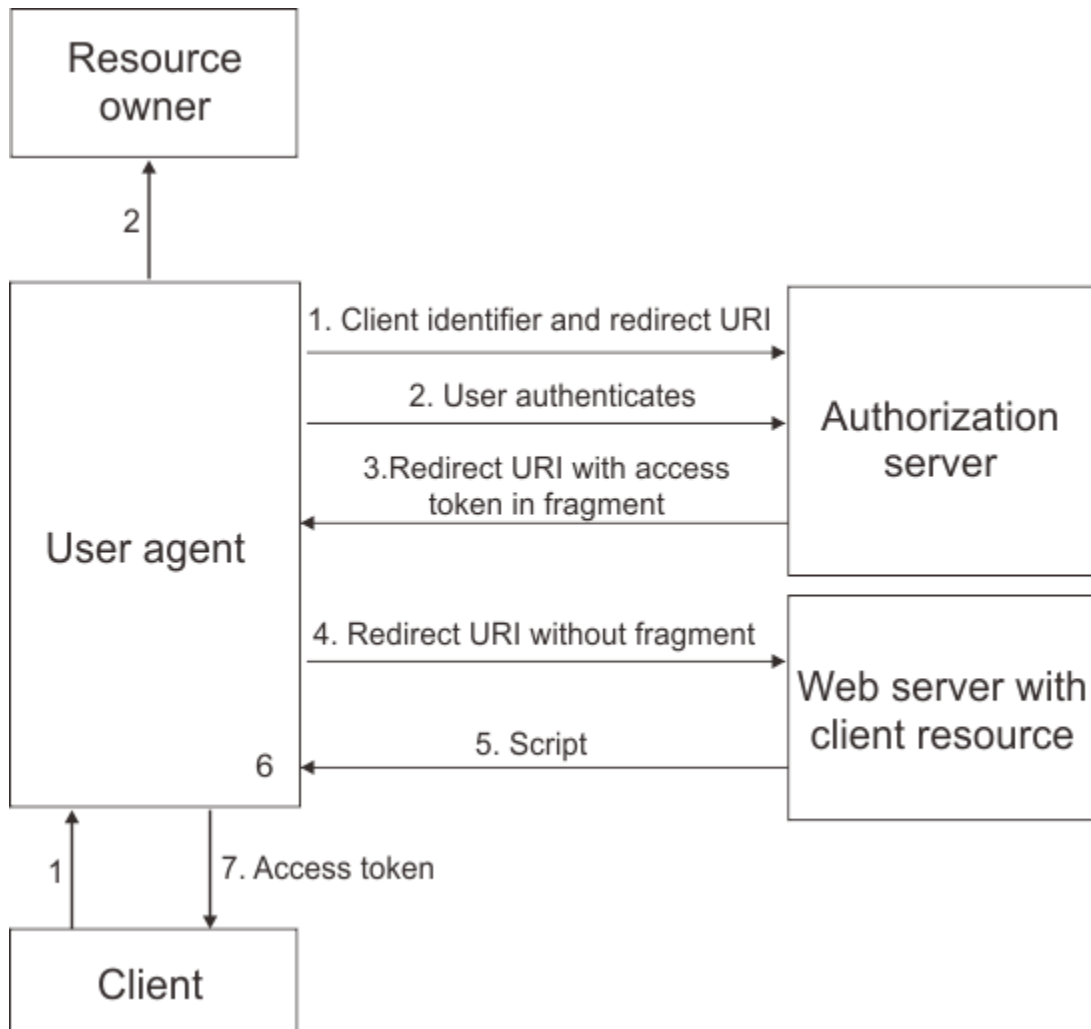 Resource
owner
2
1. Client identifier and redirect URI
2. User authenticates
3.Redirect URI with access
token in fragment
Authorization
server
User agent
4. Redirect URI without fragment
Web server with
client resource
5. Script
6
1
7. Access token
Client